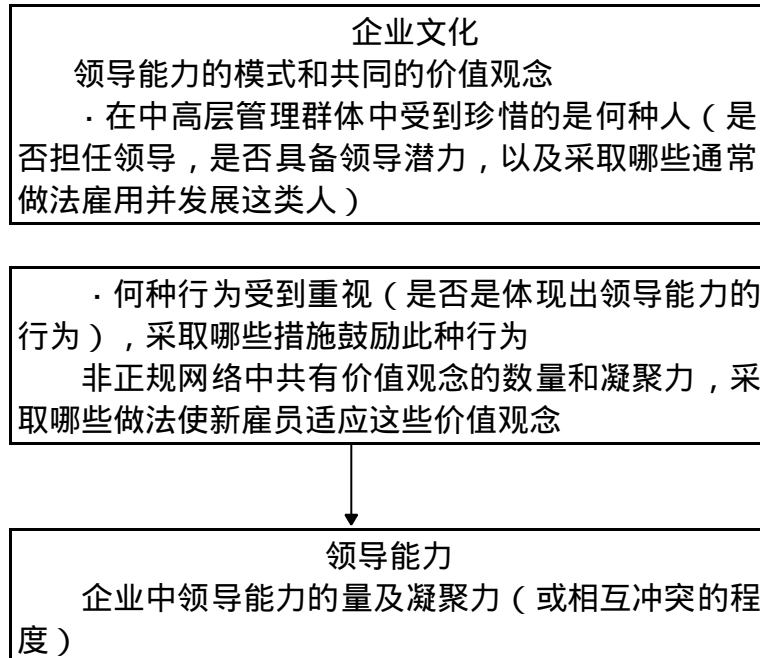 企业文化
领导能力的模式和共同的价值观念
·在中高层管理群体中受到珍惜的是何种人（是
否担任领导，是否具备领导潜力，以及采取哪些通常
做法雇用并发展这类人）
·何种行为受到重视（是否是体现出领导能力的
行为），采取哪些措施鼓励此种行为
非正规网络中共有价值观念的数量和凝聚力，采
取哪些做法使新雇员适应这些价值观念
领导能力
企业中领导能力的量及凝聚力（或相互冲突的程
度）